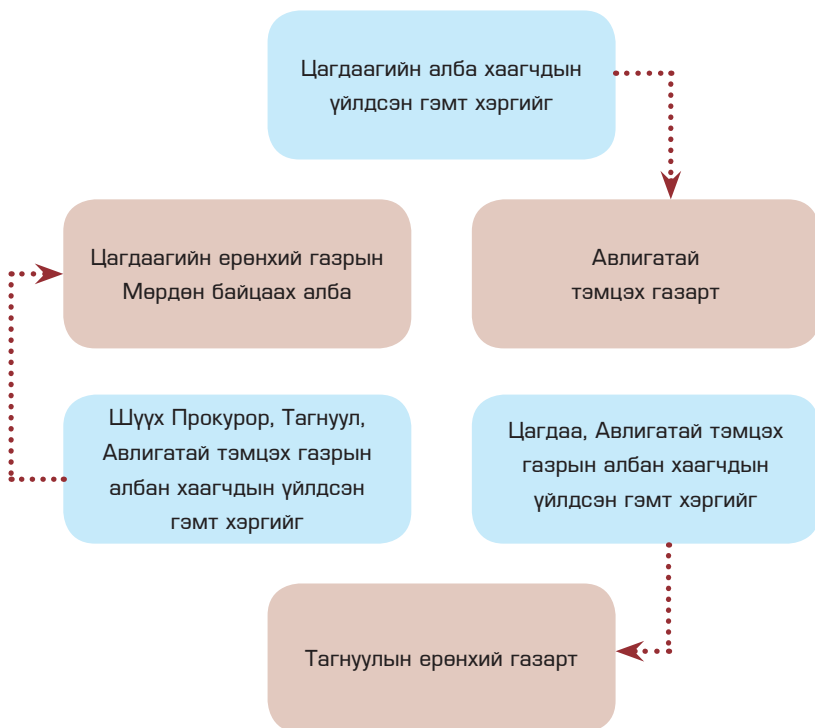 Цагдаагийн алба хаагчдын
үйлдсэн гэмт хэргийг
Цагдаагийн ерөнхий газрын
Мөрдөн байцаах алба
Авлигатай
тэмцэх газарт
Шүүх Прокурор, Тагнуул,
Авлигатай тэмцэх газрын
албан хаагчдын үйлдсэн
гэмт хэргийг
Цагдаа, Авлигатай тэмцэх
газрын албан хаагчдын
үйлдсэн гэмт хэргийг
Тагнуулын ерөнхий газарт